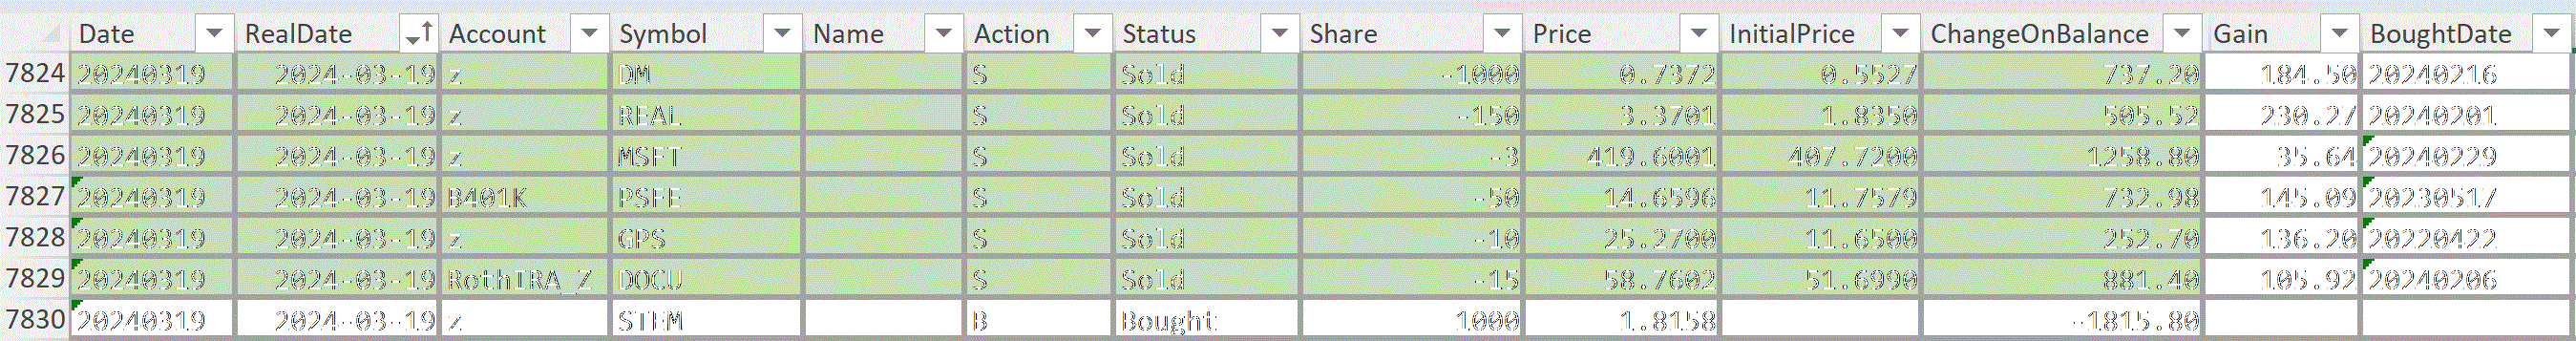 Date RealDate Account Symbol Name Action Status Share Price InitialPrice ChangeOnBalance Gain BoughtDate
7824 20240319 2024-03-19 z DM S Sold -1000 0.7372 0.5527 737.20 184.50 20240216
7825 20240319 2024-03-19 z REAL S Sold -150 3.3701 1.8350 505.52 230.27 20240201
7826 20240319 2024-03-19 z MSFT S Sold -3 419.6001 407.7200 1258.80 35.64 20240229
7827 20240319 2024-03-19 B401K PSFE S Sold -50 14.6596 11.7579 732.98 145.09 20230517
7828 20240319 2024-03-19 z GPS S Sold -10 25.2700 11.6500 252.70 136.20 20220422
7829 20240319 2024-03-19 RothIRA_Z DOCU S Sold -15 58.7602 51.6990 881.40 105.92 20240206
7830 20240319 2024-03-19 z STEM B Bought 1000 1.8158 -1815.80